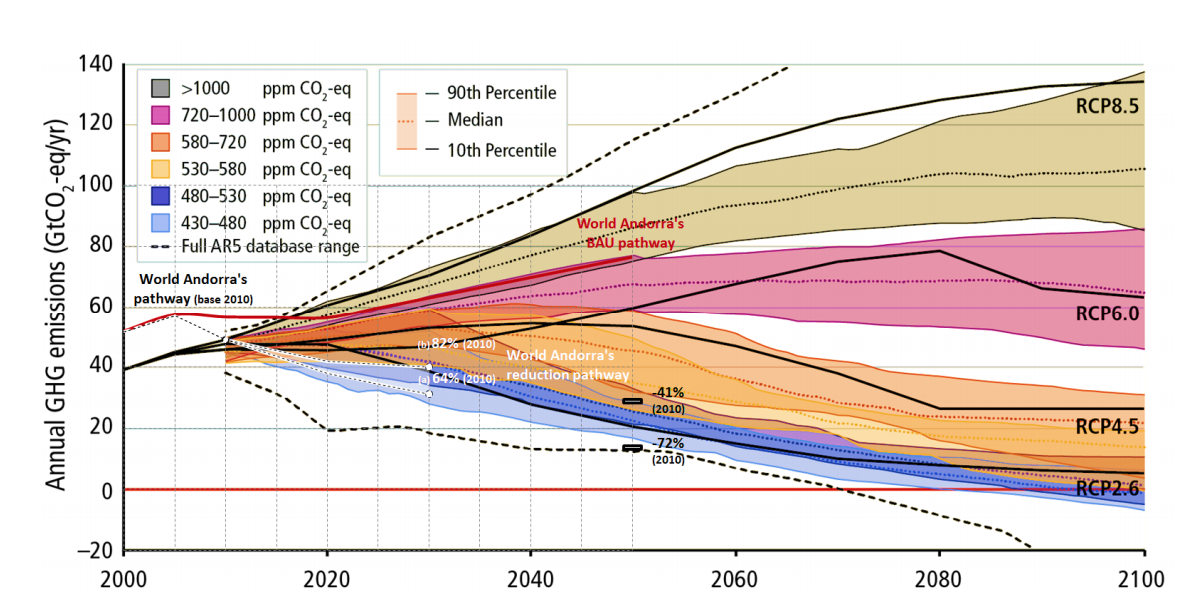 140
120
100
80
60
40
20
0
–20
Annual GHG emissions (GtCO2-eq/yr)
>1000 ppm CO2-eq
720–1000 ppm CO2-eq
580–720 ppm CO2-eq
530–580 ppm CO2-eq
480–530 ppm CO2-eq
430–480 ppm CO2-eq
Full AR5 database range
90th Percentile
Median
10th Percentile
RCP8.5
World Andorra's
BAU pathway
World Andorra's
pathway (base 2010)
RCP6.0
(b) 82% (2010)
World Andorra's
reduction pathway
(a) 64% (2010)
-41%
(2010)
RCP4.5
-72%
(2010)
RCP2.6
2000
2020
2040
2060
2080
2100